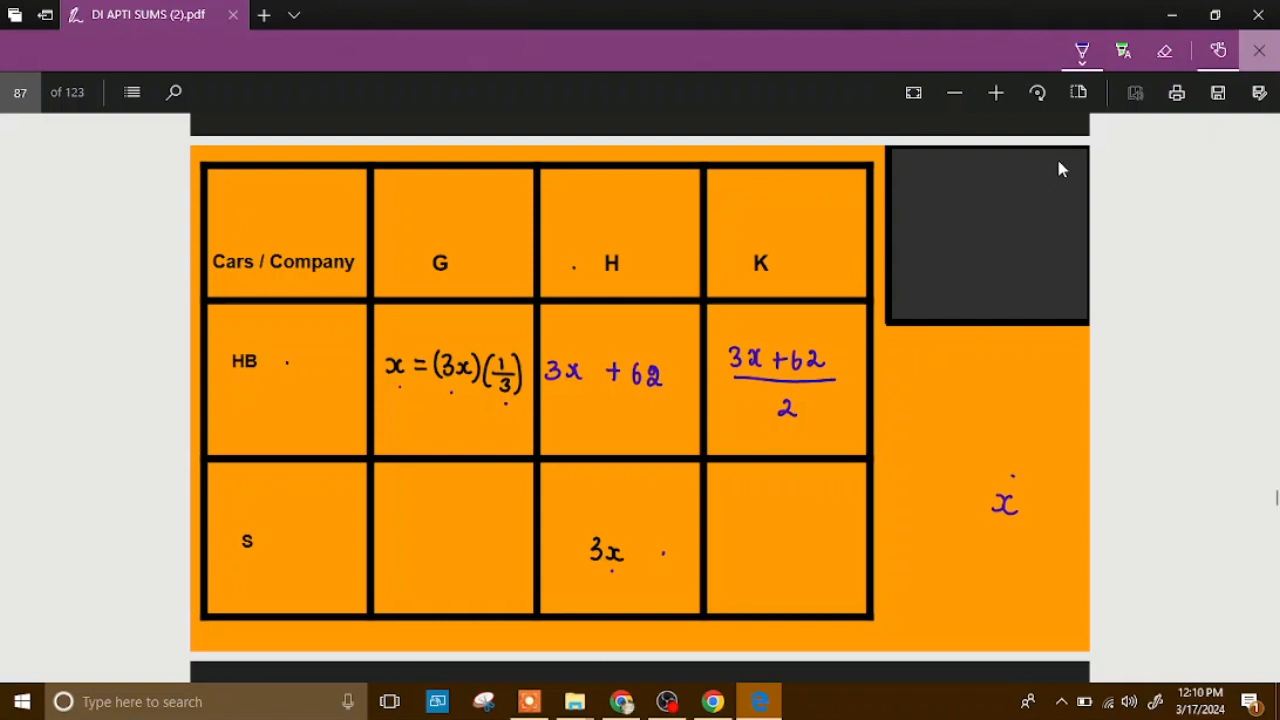 DI APTI SUMS (2).pdf
87 of 123
Cars / Company G H K
HB x = (3x)(1/3) 3x + 62 3x + 62
2
x
S 3x
Type here to search
12:10 PM
3/17/2024
1